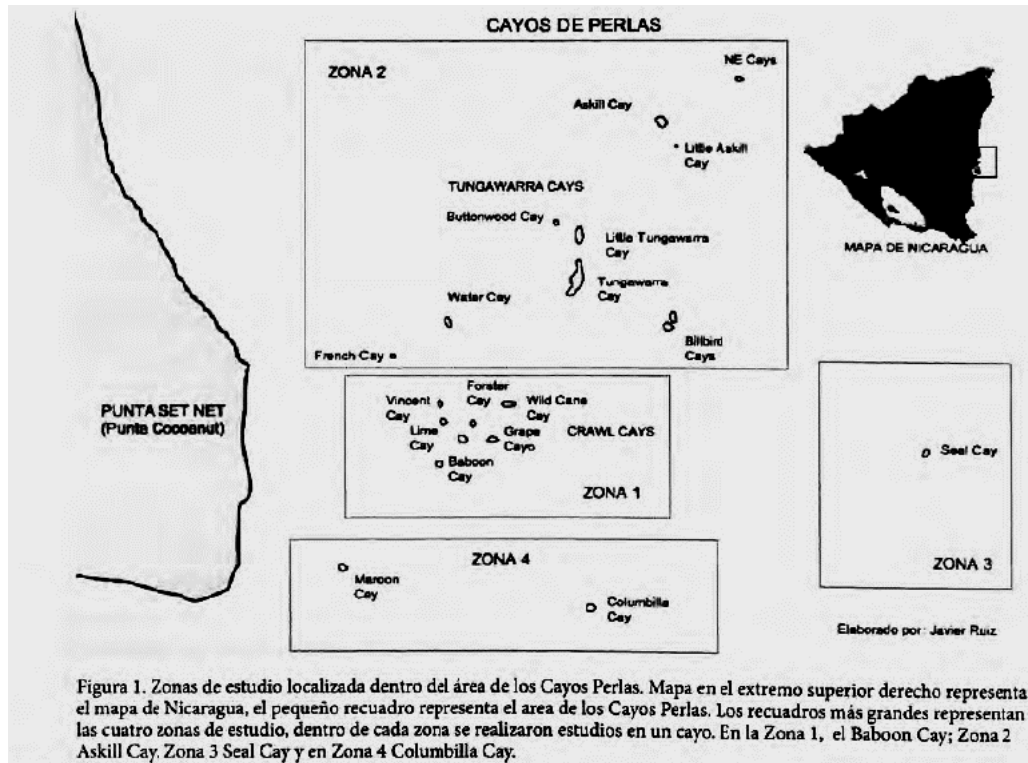 CAYOS DE PERLAS
ZONA 2
NE Cays
Askill Cay
Little Askill
Cay
TUNGAWARRA CAYS
Buttonwood Cay
Little Tungawarra
Cay
Tungawarra
Cay
Water Cay
Billbird
Cays
French Cay
MAPA DE NICARAGUA
PUNTA SET NET
(Punta Cocoanut)
Vincent
Cay
Forster
Cay
Wild Cane
Cay
Lime
Cay
Grape
Cayo
CRAWL CAYS
Baboon
Cay
ZONA 1
Seal Cay
ZONA 3
ZONA 4
Maroon
Cay
Columbilla
Cay
Elaborado por: Javier Ruiz
Figura 1. Zonas de estudio localizada dentro del área de los Cayos Perlas. Mapa en el extremo superior derecho representa
el mapa de Nicaragua, el pequeño recuadro representa el area de los Cayos Perlas. Los recuadros más grandes representan
las cuatro zonas de estudio, dentro de cada zona se realizaron estudios en un cayo. En la Zona 1, el Baboon Cay; Zona 2
Askill Cay. Zona 3 Seal Cay y en Zona 4 Columbilla Cay.